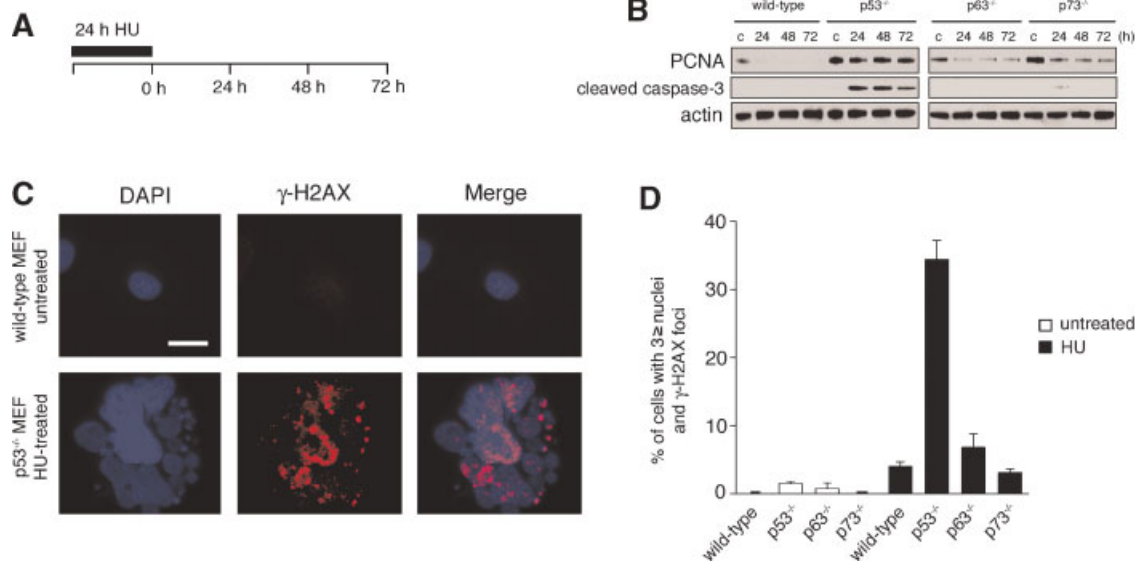 A
24 h HU
0 h 24 h 48 h 72 h
B
wild-type p53-/- p63-/- p73-/-
c 24 48 72 c 24 48 72 c 24 48 72 c 24 48 72 (h)
PCNA
cleaved caspase-3
actin
C
DAPI γ-H2AX Merge
wild-type MEF
untreated
p53-/- MEF
HU-treated
D
% of cells with 3≥ nuclei
and γ-H2AX foci
40
30
20
10
0
untreated
HU
wild-type p53-/- p63-/- p73-/- wild-type p53-/- p63-/- p73-/-